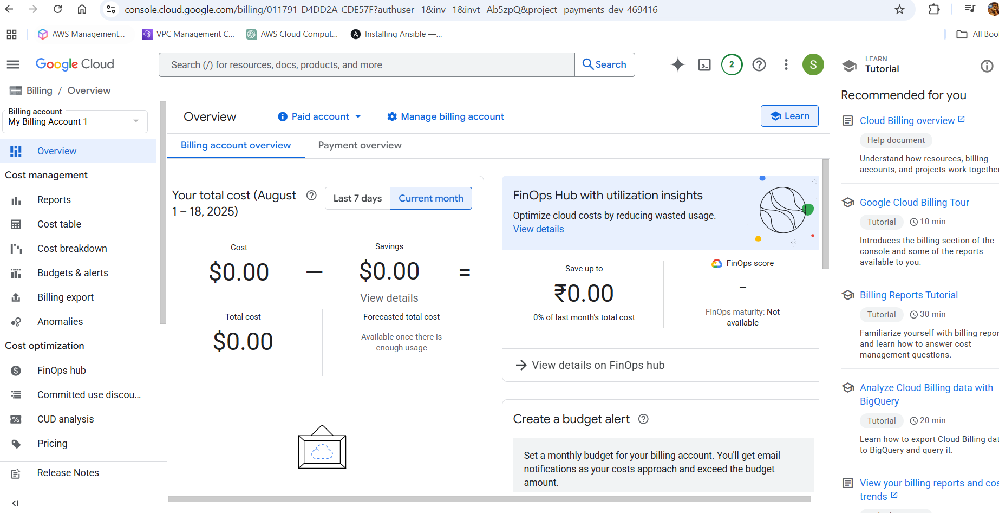 console.cloud.google.com/billing/011791-D4DD2A-CDE57F?authuser=1&inv=1&invt=Ab5zpQ&project=payments-dev-469416
AWS Management...
VPC Management C...
AWS Cloud Comput...
A
Installing Ansible —...
All Boo
Google Cloud
Search (/) for resources, docs, products, and more
Search
2
S
LEARN
Tutorial
Billing / Overview
Billing account
My Billing Account 1
Overview
Cost management
Reports
Cost table
Cost breakdown
Budgets & alerts
Billing export
Anomalies
Cost optimization
FinOps hub
Committed use discou...
CUD analysis
Pricing
Release Notes
Overview
Paid account
Manage billing account
Learn
Billing account overview
Payment overview
Your total cost (August
1 – 18, 2025)
Last 7 days
Current month
Cost
$0.00
—
Savings
$0.00
=
View details
Total cost
$0.00
Forecasted total cost
Available once there is
enough usage
FinOps Hub with utilization insights
Optimize cloud costs by reducing wasted usage.
View details
Save up to
₹0.00
0% of last month's total cost
FinOps score
–
FinOps maturity: Not
available
View details on FinOps hub
Create a budget alert
Set a monthly budget for your billing account. You'll get email
notifications as your costs approach and exceed the budget
amount.
Recommended for you
Cloud Billing overview
Help document
Understand how resources, billing
accounts, and projects work together
Google Cloud Billing Tour
Tutorial
10 min
Introduces the billing section of the
console and some of the reports
available to you.
Billing Reports Tutorial
Tutorial
30 min
Familiarize yourself with billing repor
and learn how to answer cost
management questions.
Analyze Cloud Billing data with
BigQuery
Tutorial
20 min
Learn how to export Cloud Billing dat
to BigQuery and query it.
View your billing reports and cos
trends